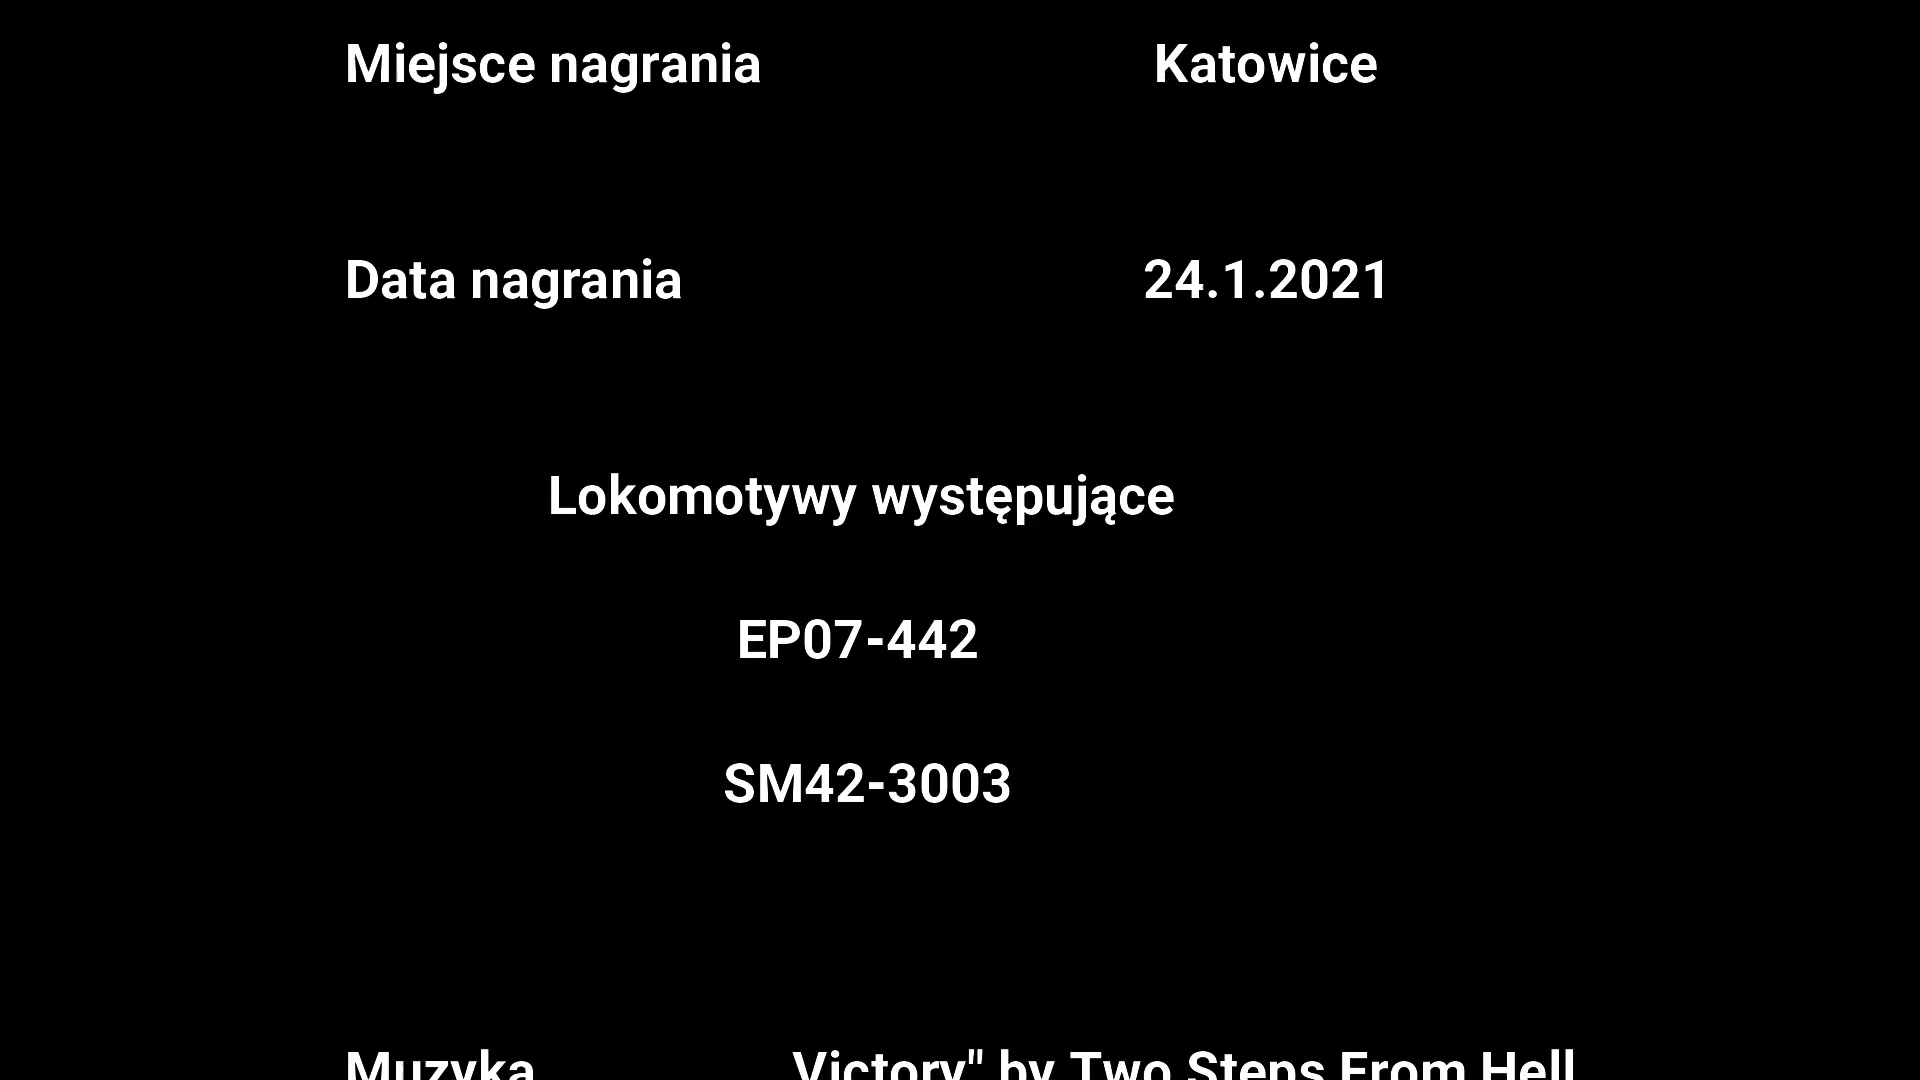 Miejsce nagrania Katowice
Data nagrania 24.1.2021
Lokomotywy występujące
EP07-442
SM42-3003
Muzyka Victory" by Two Steps From Hell